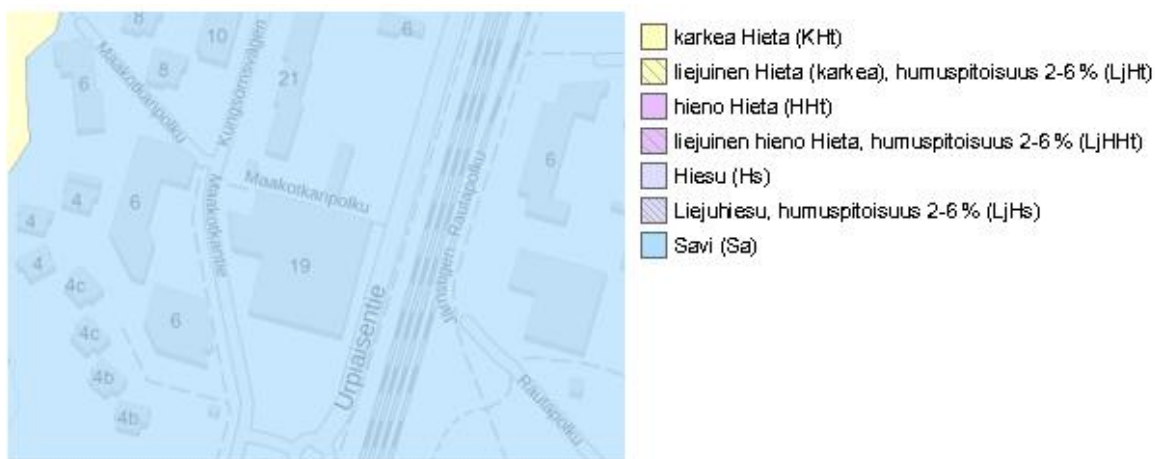 8
6
10
karkea Hieta (KHt)
Maakotkanpolku
Kungsörnsvägen
8
21
6
liejuinen Hieta (karkea), humuspitoisuus 2-6 % (LjHt)
hieno Hieta (HHt)
liejuinen hieno Hieta, humuspitoisuus 2-6 % (LjHHt)
6
Maakotkanpolku
Rautapolku
Hiesu (Hs)
4
6
Maakotkantie
Järnstigen
Liejuhiesu, humuspitoisuus 2-6 % (LjHs)
4
Savi (Sa)
4
19
4c
6
4c
Urpiaisentie
4b
Rautapolku
4b